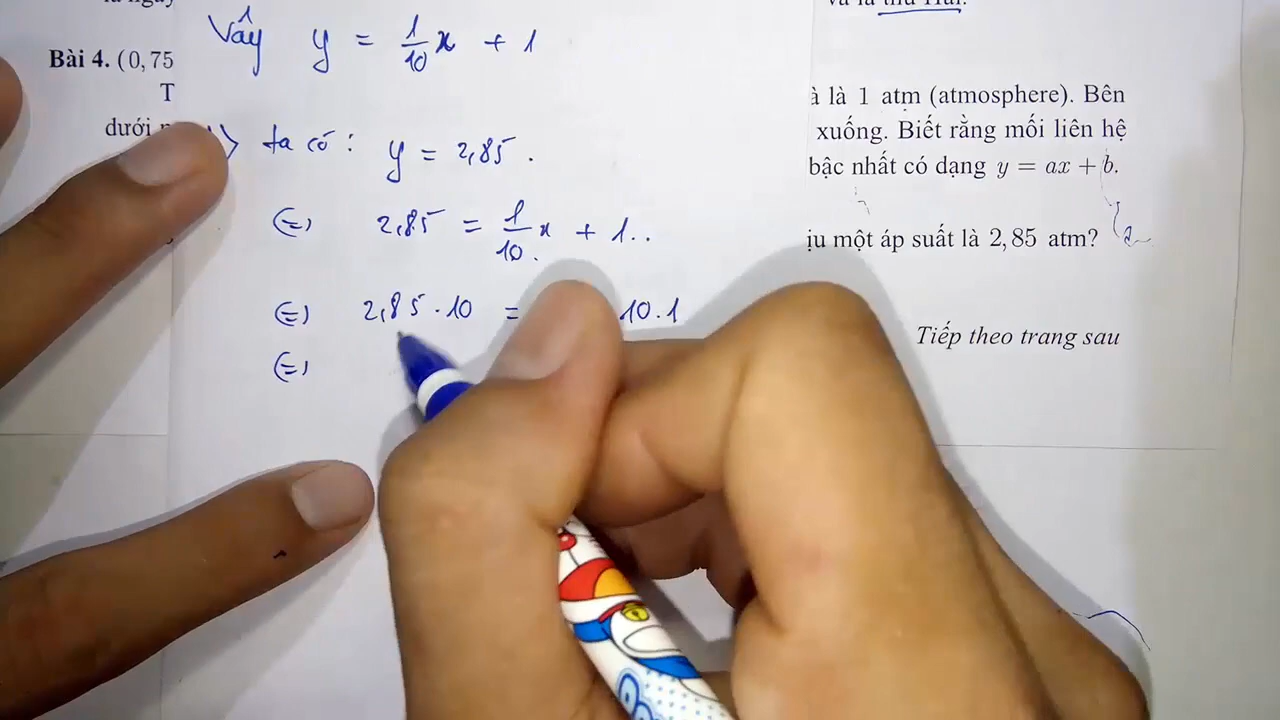 Vậy y = 1/10 x + 1
Bài 4. (0,75
T
à là 1 atm (atmosphere). Bên
dưới
xuống. Biết rằng mối liên hệ
ta có: y = 2,85.
bậc nhất có dạng y = ax + b.
(=) 2,85 = 1/10 x + 1..
ịu một áp suất là 2,85 atm?
(=) 2,85.10 = 10.1
Tiếp theo trang sau
(=)